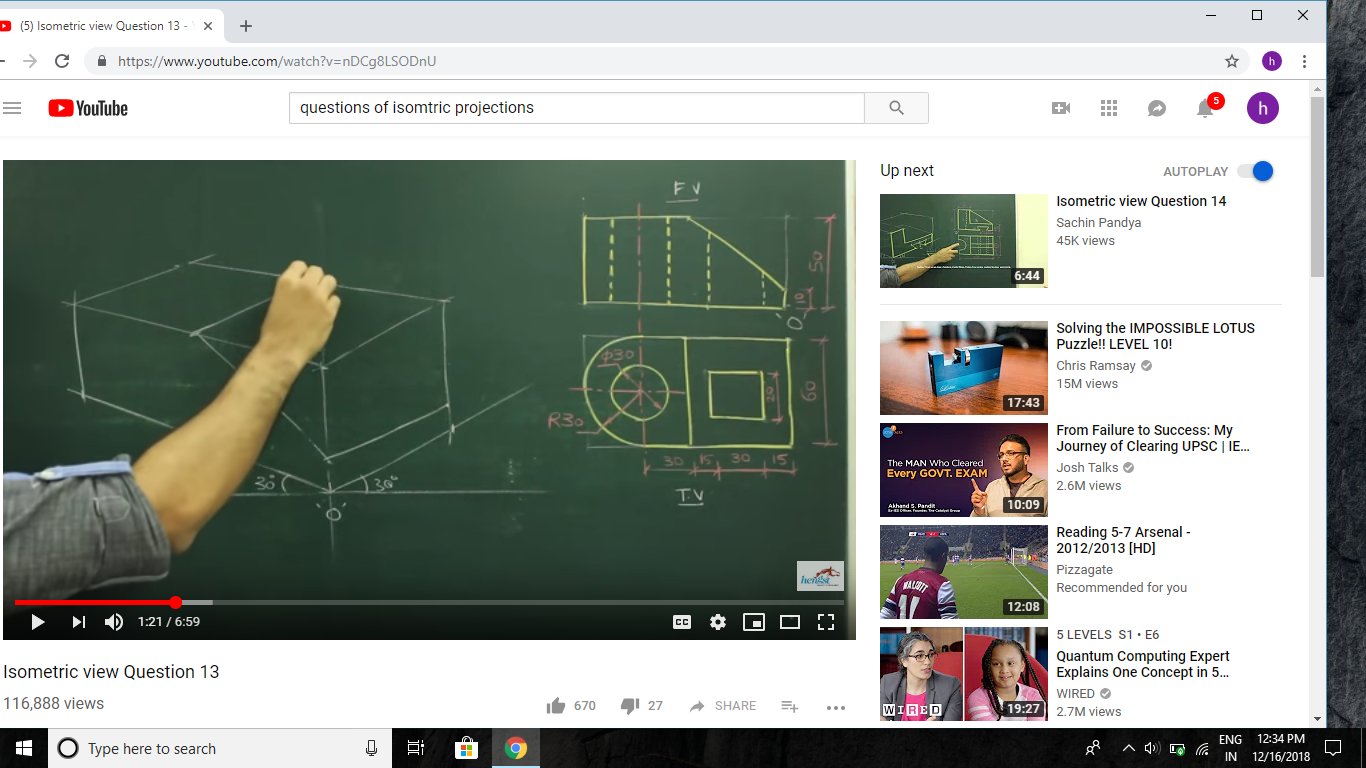 (5) Isometric view Question 13 -
https://www.youtube.com/watch?v=nDCg8LSODnU
h
YouTube
questions of isomtric projections
5
h
F V
50
10
'O'
Φ30
R30
20
60
30 15 30 15
T.V
30° 30°
'O'
hengst
1:21 / 6:59
CC
Isometric view Question 13
116,888 views
670
27
SHARE
Up next
AUTOPLAY
Isometric view Question 14
Sachin Pandya
45K views
6:44
Solving the IMPOSSIBLE LOTUS
Puzzle!! LEVEL 10!
Chris Ramsay
15M views
17:43
THE MAN WHO CLEARED
EVERY GOVT. EXAM
AKHAND S. PANDIT
10:09
From Failure to Success: My
Journey of Clearing UPSC | IE...
Josh Talks
2.6M views
WALCOTT
14
12:08
Reading 5-7 Arsenal -
2012/2013 [HD]
Pizzagate
Recommended for you
WIRED
19:27
5 LEVELS S1 • E6
Quantum Computing Expert
Explains One Concept in 5...
WIRED
2.7M views
Type here to search
ENG
IN
12:34 PM
12/16/2018